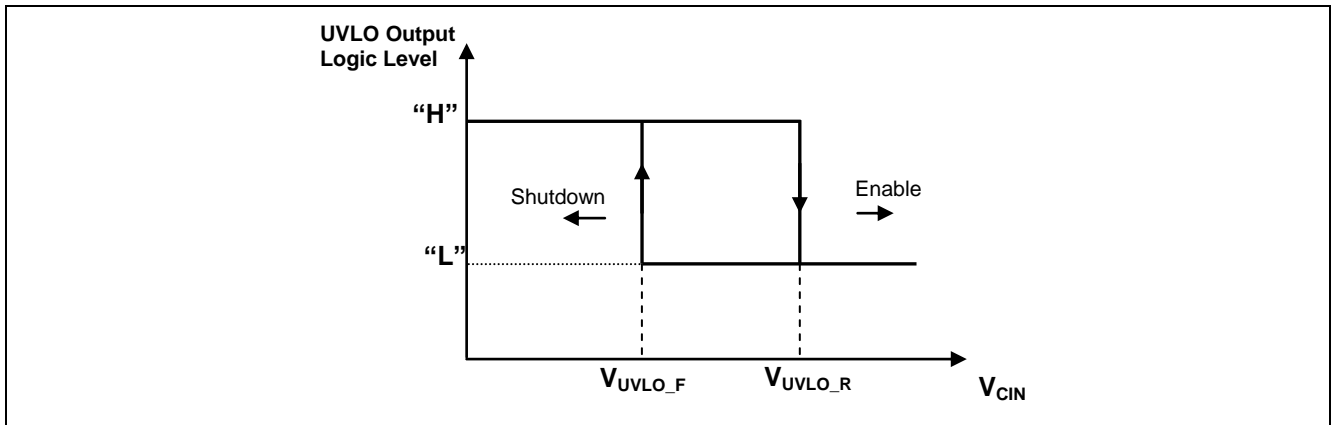 UVLO Output
Logic Level
“H”
Shutdown
Enable
“L”
VUVLO_F
VUVLO_R
VCIN